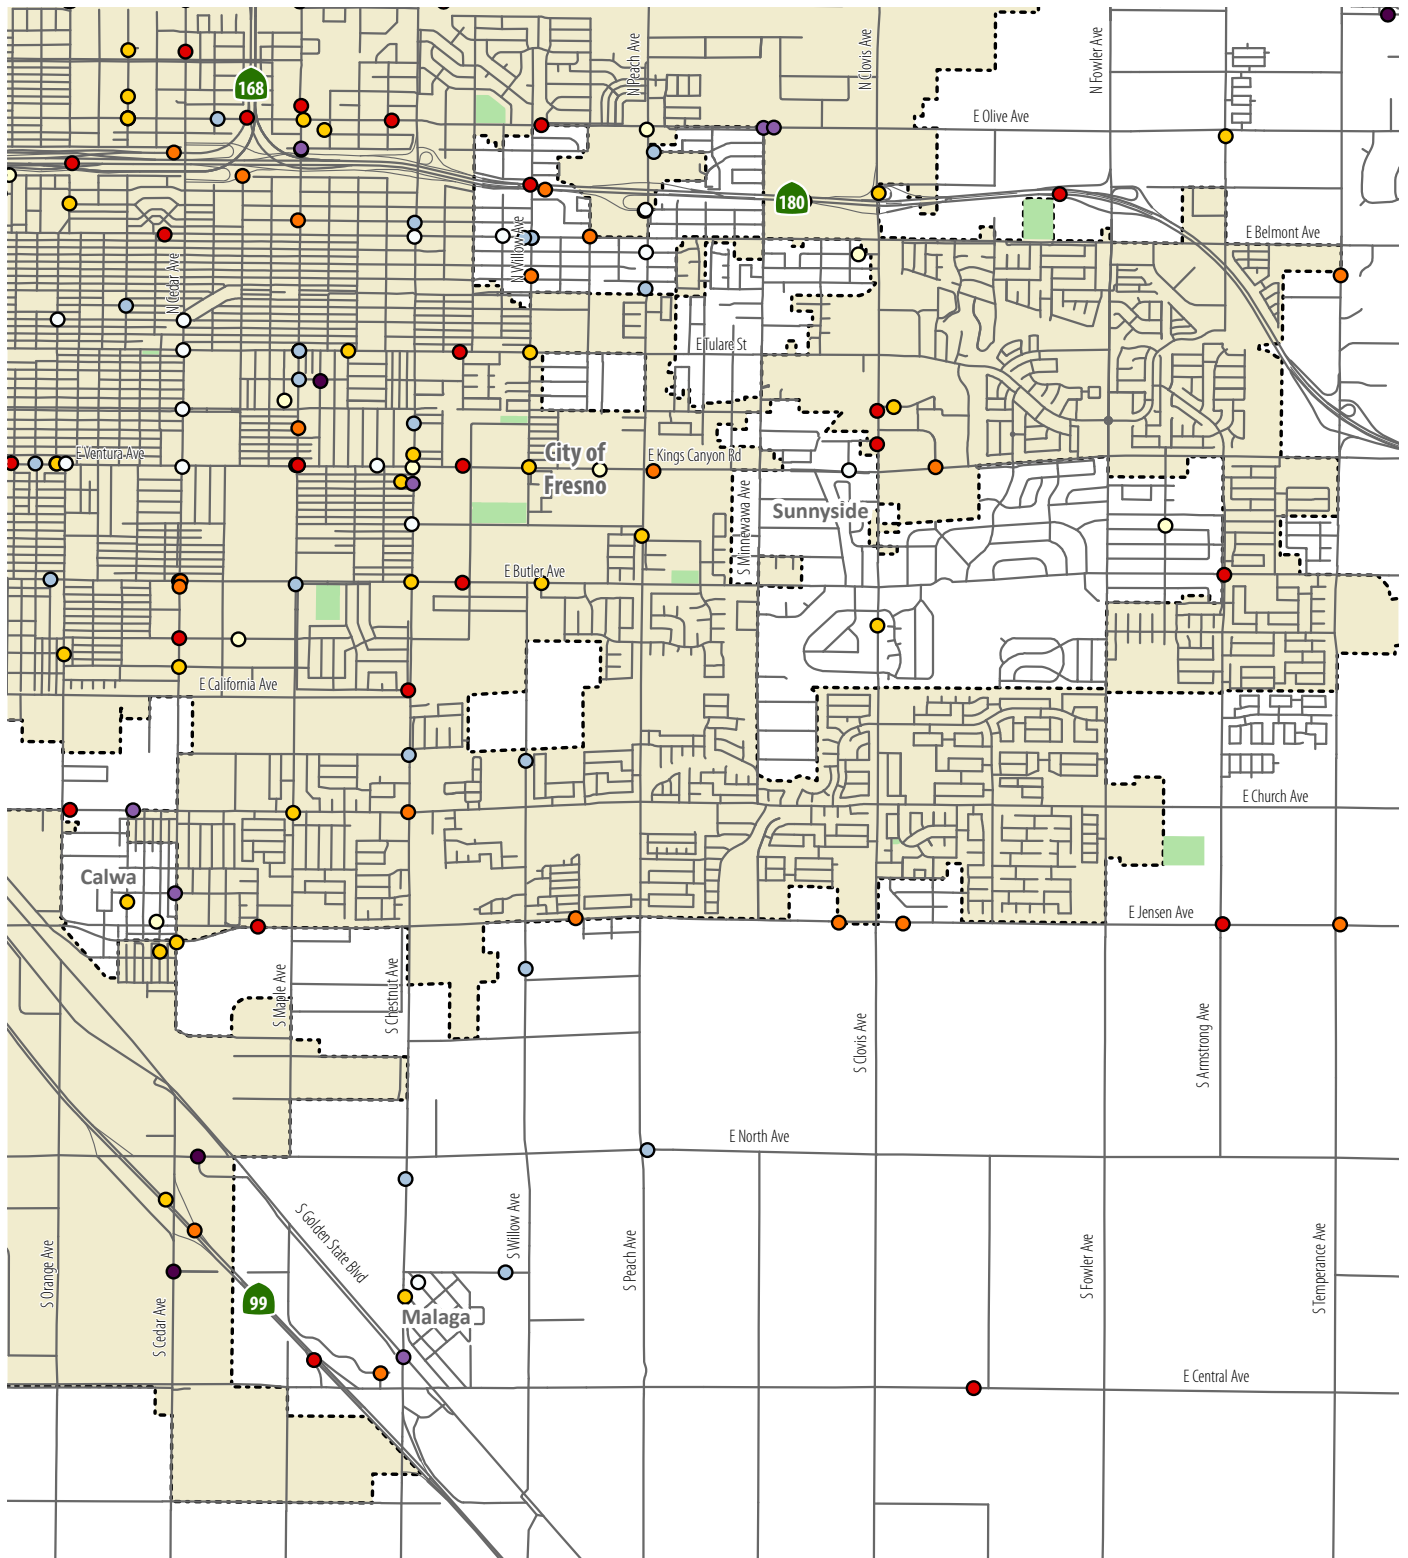 N Peach Ave
N Clovis Ave
N Fowler Ave
168
E Olive Ave
180
N Willow Ave
E Belmont Ave
N Cedar Ave
E Tulare St
E Ventura Ave
City of
Fresno
E Kings Canyon Rd
S Minnewawa Ave
Sunnyside
E Butler Ave
E California Ave
E Church Ave
Calwa
E Jensen Ave
S Maple Ave
S Chestnut Ave
S Clovis Ave
S Armstrong Ave
E North Ave
S Golden State Blvd
S Willow Ave
S Peach Ave
S Orange Ave
S Fowler Ave
S Temperance Ave
S Cedar Ave
99
Malaga
E Central Ave